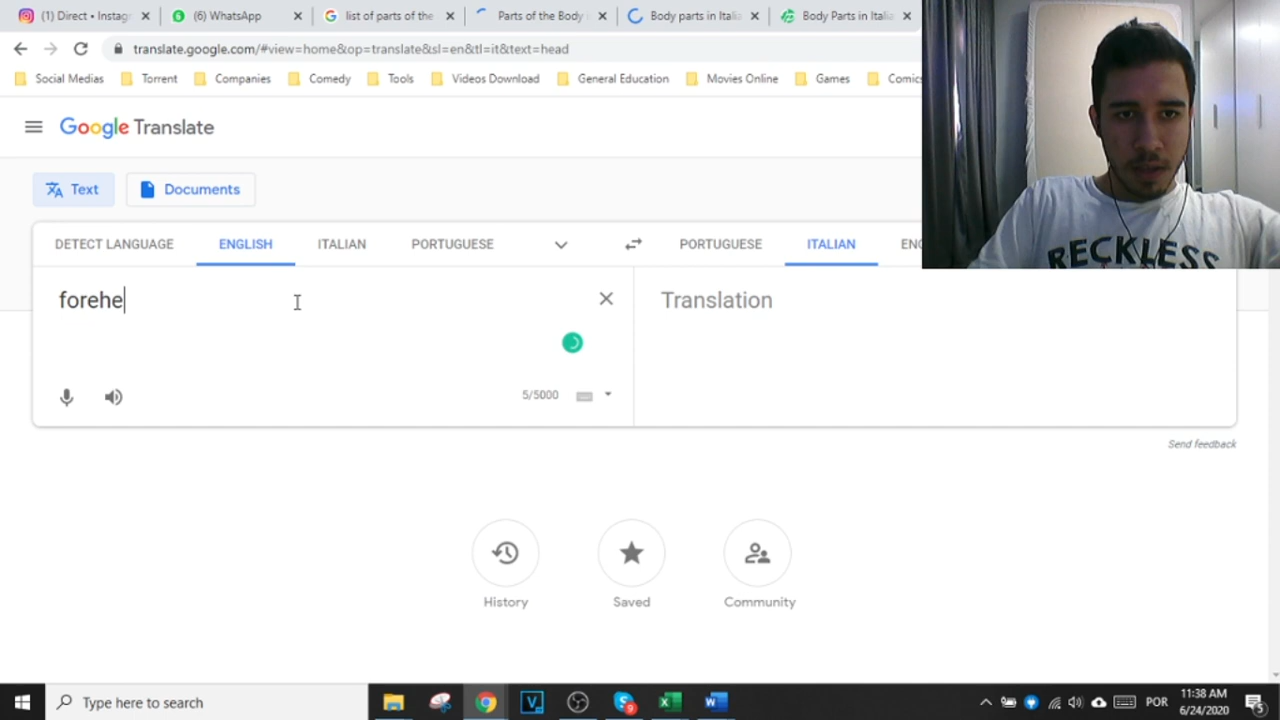 (1) Direct • Instag
(6) WhatsApp
list of parts of the
Parts of the Body
Body parts in Italia
Body Parts in Italia
translate.google.com/#view=home&op=translate&sl=en&tl=it&text=head
Social Medias
Torrent
Companies
Comedy
Tools
Videos Download
General Education
Movies Online
Games
Comics
Google Translate
Text
Documents
DETECT LANGUAGE
ENGLISH
ITALIAN
PORTUGUESE
PORTUGUESE
ITALIAN
ENG
RECKLESS
forehe
Translation
5/5000
Send feedback
History
Saved
Community
Type here to search
POR
11:38 AM
6/24/2020